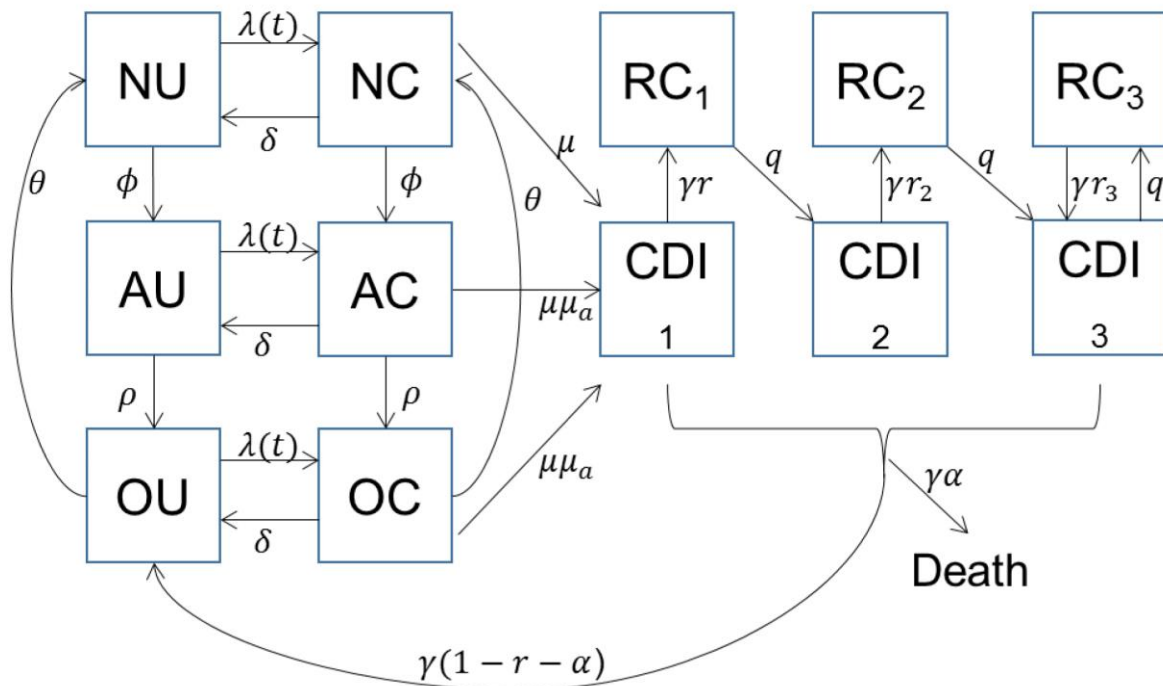 λ(t)
NU
NC
RC₁
RC₂
RC₃
δ
μ
θ
ϕ
ϕ
θ
γr
q
γr₂
q
γr₃
q
λ(t)
AU
AC
μμₐ
CDI
1
CDI
2
CDI
3
δ
ρ
ρ
λ(t)
OU
OC
μμₐ
δ
γα
Death
γ(1 − r − α)